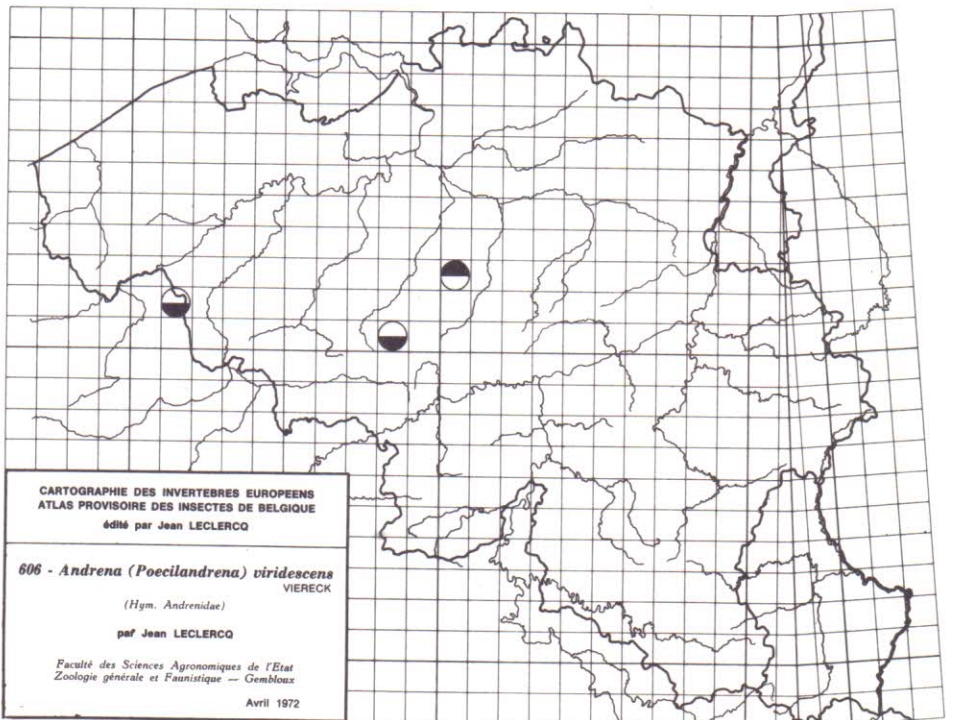 CARTOGRAPHIE DES INVERTEBRES EUROPEENS
ATLAS PROVISOIRE DES INSECTES DE BELGIQUE
édité par Jean LECLERCQ
606 - Andrena (Poecilandrena) viridescens
VIERECK
(Hym. Andrenidae)
par Jean LECLERCQ
Faculté des Sciences Agronomiques de l'Etat
Zoologie générale et Faunistique — Gembloux
Avril 1972